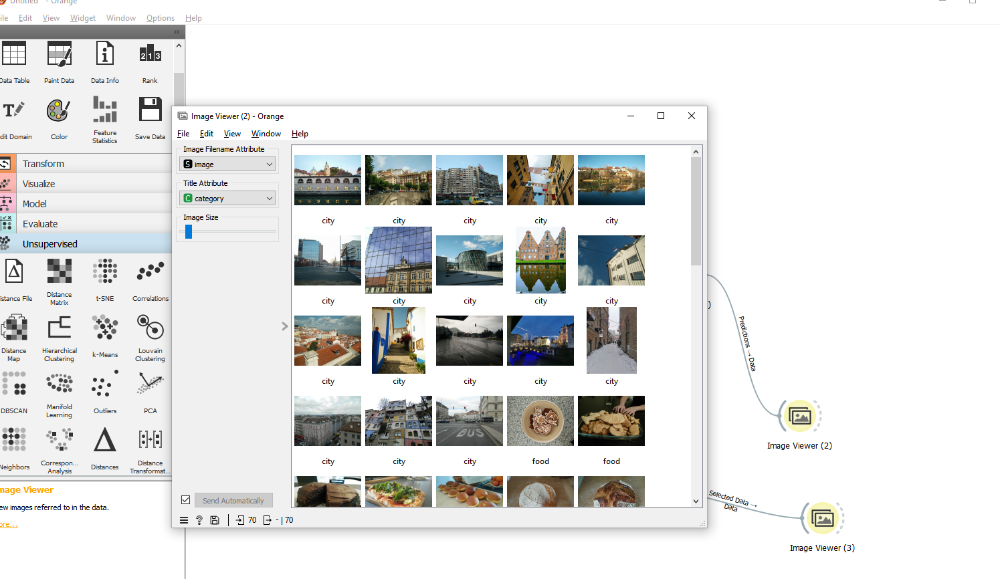 Untitled - Orange
ile Edit View Widget Window Options Help
Data Table Paint Data Data Info Rank
dit Domain Color Feature Statistics Save Data
Transform
Visualize
Model
Evaluate
Unsupervised
istance File Distance Matrix t-SNE Correlations
Distance Map Hierarchical Clustering k-Means Louvain Clustering
DBSCAN Manifold Learning Outliers PCA
Neighbors Correspon... Analysis Distances Distance Transformat...
mage Viewer
ew images referred to in the data.
ore...
Image Viewer (2) - Orange
File Edit View Window Help
Image Filename Attribute
S image
Title Attribute
C category
Image Size
city city city city city
city city city city city
city city city city city
BUS
city city city food food
Send Automatically
? 70 - | 70
)
Predictions → Data
Image Viewer (2)
Selected Data →
Data
Image Viewer (3)